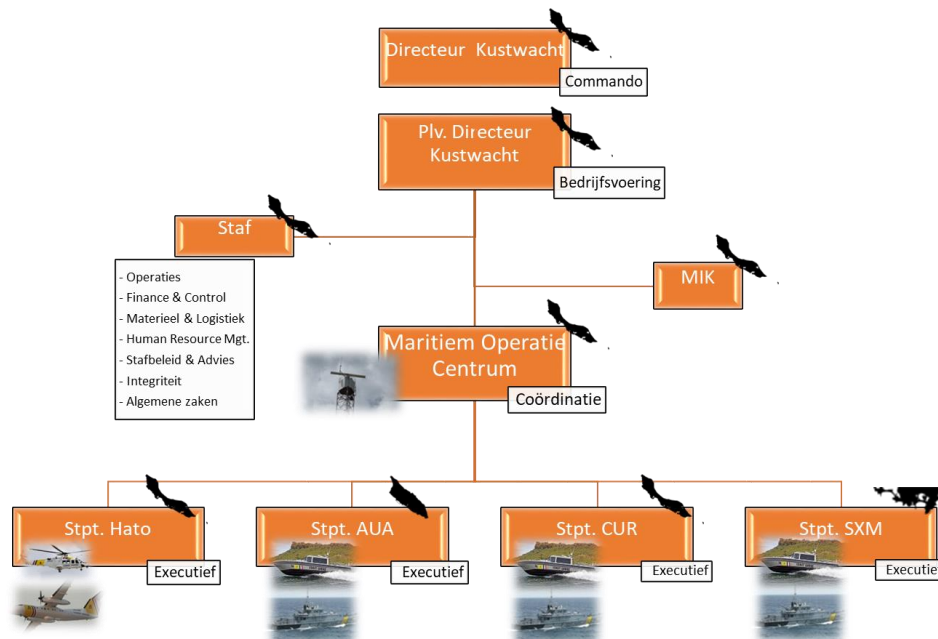 Directeur Kustwacht
Commando
Plv. Directeur
Kustwacht
Bedrijfsvoering
Staf
- Operaties
- Finance & Control
- Materieel & Logistiek
- Human Resource Mgt.
- Stafbeleid & Advies
- Integriteit
- Algemene zaken
MIK
Maritiem Operatie
Centrum
Coördinatie
Stpt. Hato
Executief
Stpt. AUA
Executief
Stpt. CUR
Executief
Stpt. SXM
Executief